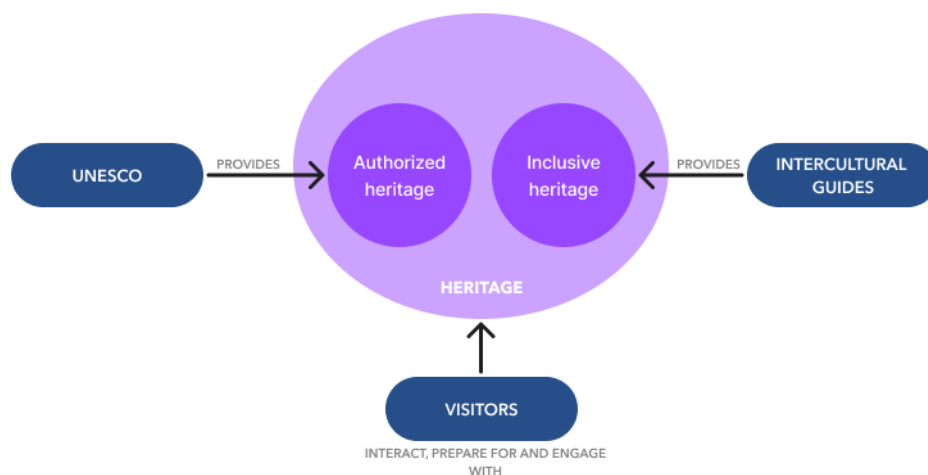 UNESCO
PROVIDES
Authorized
heritage
Inclusive
heritage
PROVIDES
INTERCULTURAL
GUIDES
HERITAGE
VISITORS
INTERACT, PREPARE FOR AND ENGAGE
WITH